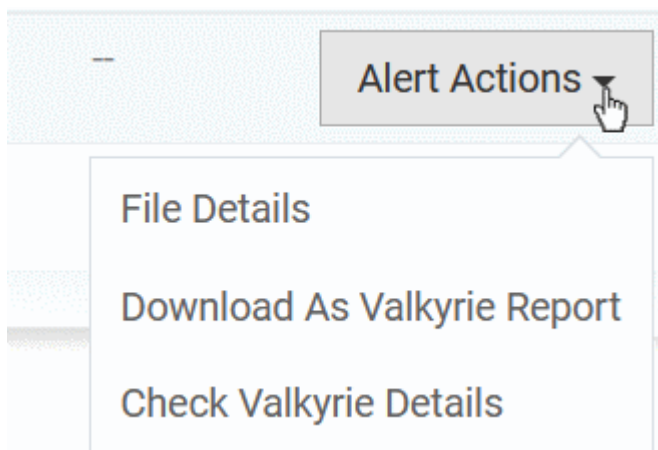 --
Alert Actions
File Details
Download As Valkyrie Report
Check Valkyrie Details